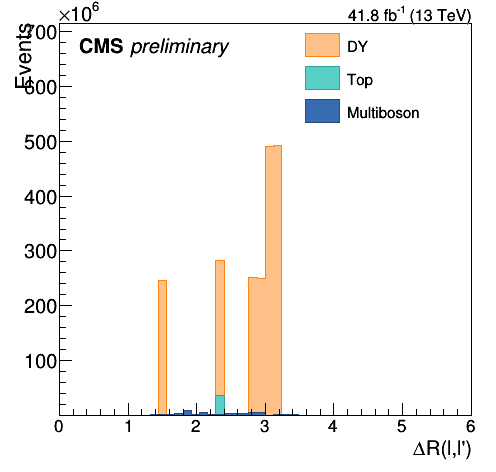 ×10⁶
41.8 fb⁻¹ (13 TeV)
Events
CMS preliminary
DY
Top
Multiboson
700
600
500
400
300
200
100
0 1 2 3 4 5 6
ΔR(l,l')